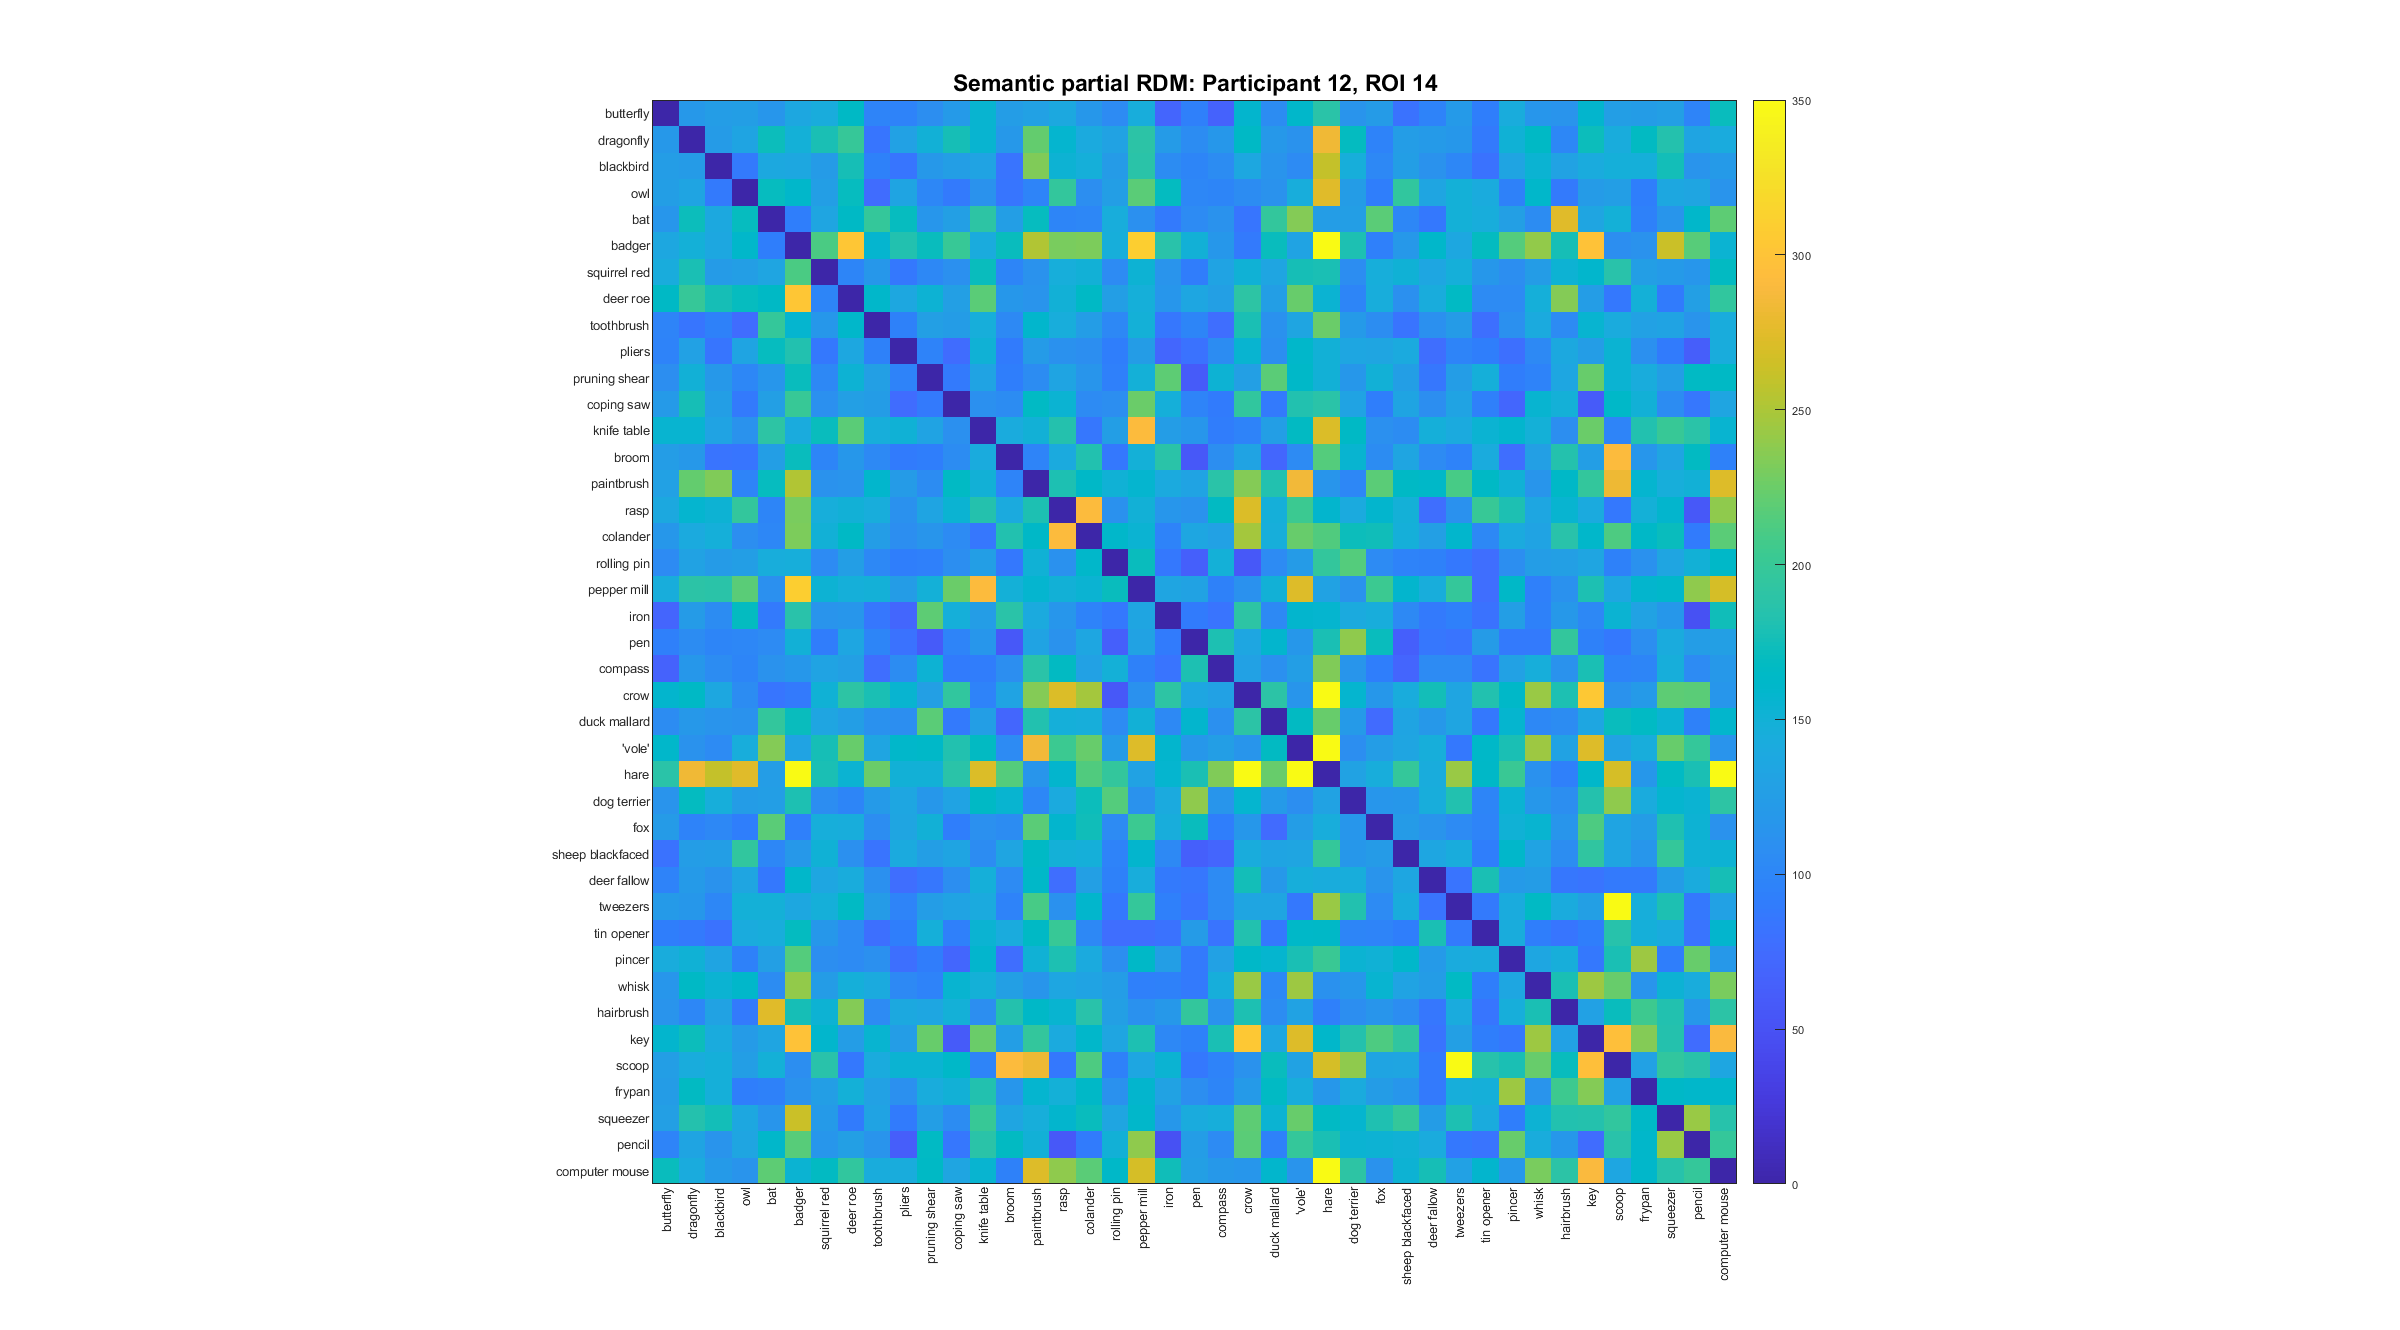 Semantic partial RDM: Participant 12, ROI 14
butterfly
dragonfly
blackbird
owl
bat
badger
squirrel red
deer roe
toothbrush
pliers
pruning shear
coping saw
knife table
broom
paintbrush
rasp
colander
rolling pin
pepper mill
iron
pen
compass
crow
duck mallard
'vole'
hare
dog terrier
fox
sheep blackfaced
deer fallow
tweezers
tin opener
pincer
whisk
hairbrush
key
scoop
frypan
squeezer
pencil
computer mouse
butterfly
dragonfly
blackbird
owl
bat
badger
squirrel red
deer roe
toothbrush
pliers
pruning shear
coping saw
knife table
broom
paintbrush
rasp
colander
rolling pin
pepper mill
iron
pen
compass
crow
duck mallard
'vole'
hare
dog terrier
fox
sheep blackfaced
deer fallow
tweezers
tin opener
pincer
whisk
hairbrush
key
scoop
frypan
squeezer
pencil
computer mouse
350
300
250
200
150
100
50
0